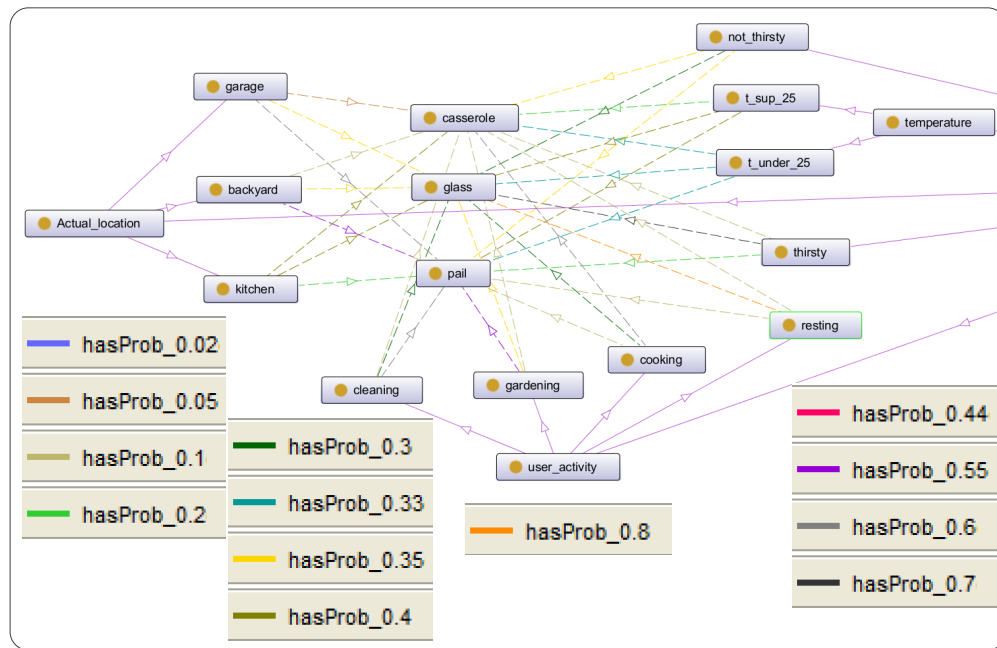 not_thirsty
garage
t_sup_25
casserole
temperature
t_under_25
backyard
glass
Actual_location
thirsty
pail
kitchen
resting
cooking
cleaning
gardening
user_activity
hasProb_0.02
hasProb_0.05
hasProb_0.1
hasProb_0.2
hasProb_0.3
hasProb_0.33
hasProb_0.35
hasProb_0.4
hasProb_0.8
hasProb_0.44
hasProb_0.55
hasProb_0.6
hasProb_0.7